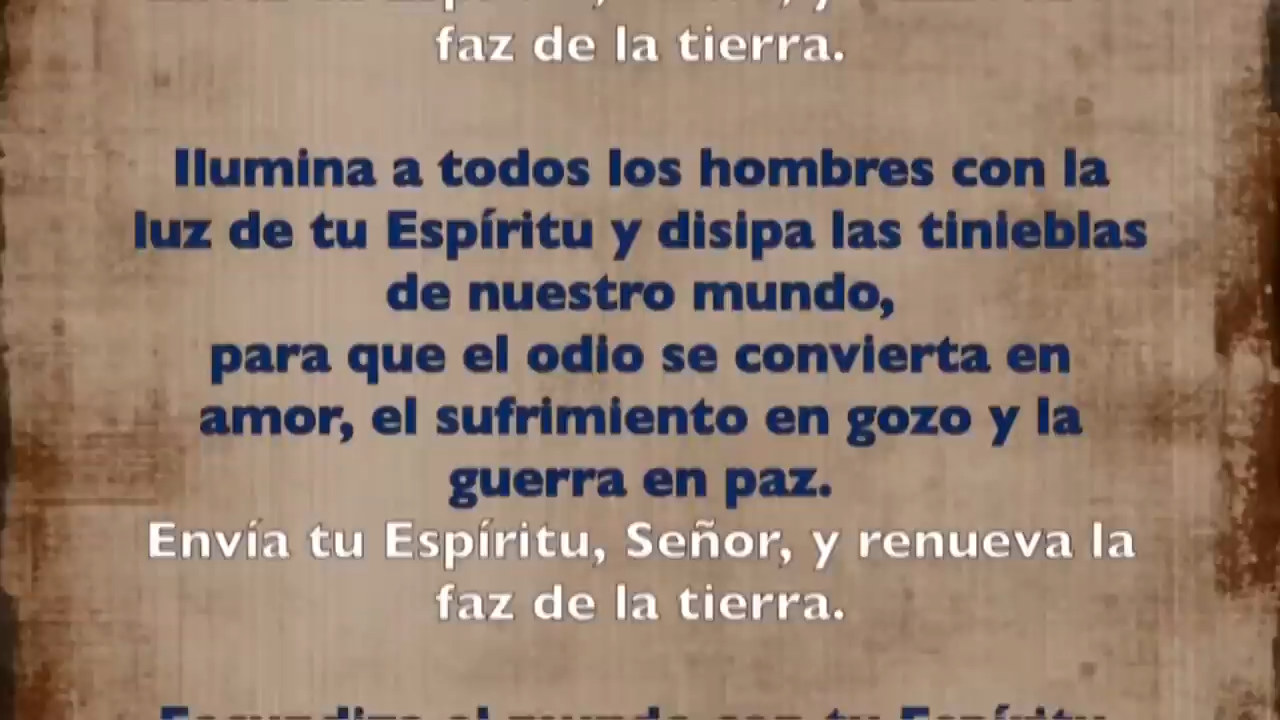 faz de la tierra.
Ilumina a todos los hombres con la
luz de tu Espíritu y disipa las tinieblas
de nuestro mundo,
para que el odio se convierta en
amor, el sufrimiento en gozo y la
guerra en paz.
Envía tu Espíritu, Señor, y renueva la
faz de la tierra.